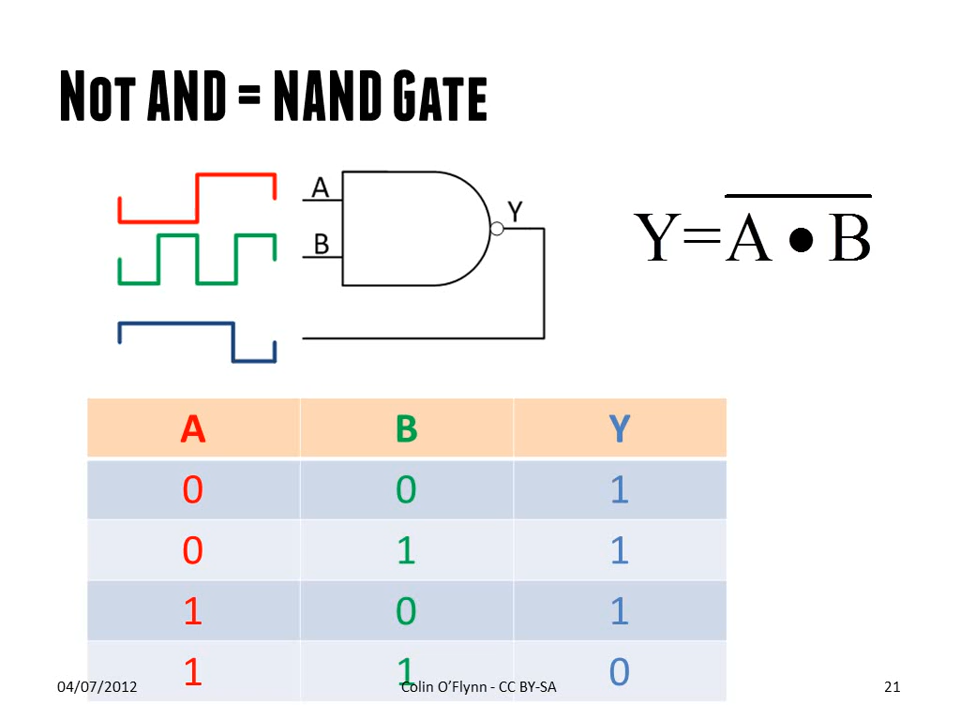 NOT AND = NAND GATE
A
B
Y
Y=A•B
A B Y
0 0 1
0 1 1
1 0 1
1 1 0
04/07/2012 Colin O'Flynn - CC BY-SA 21